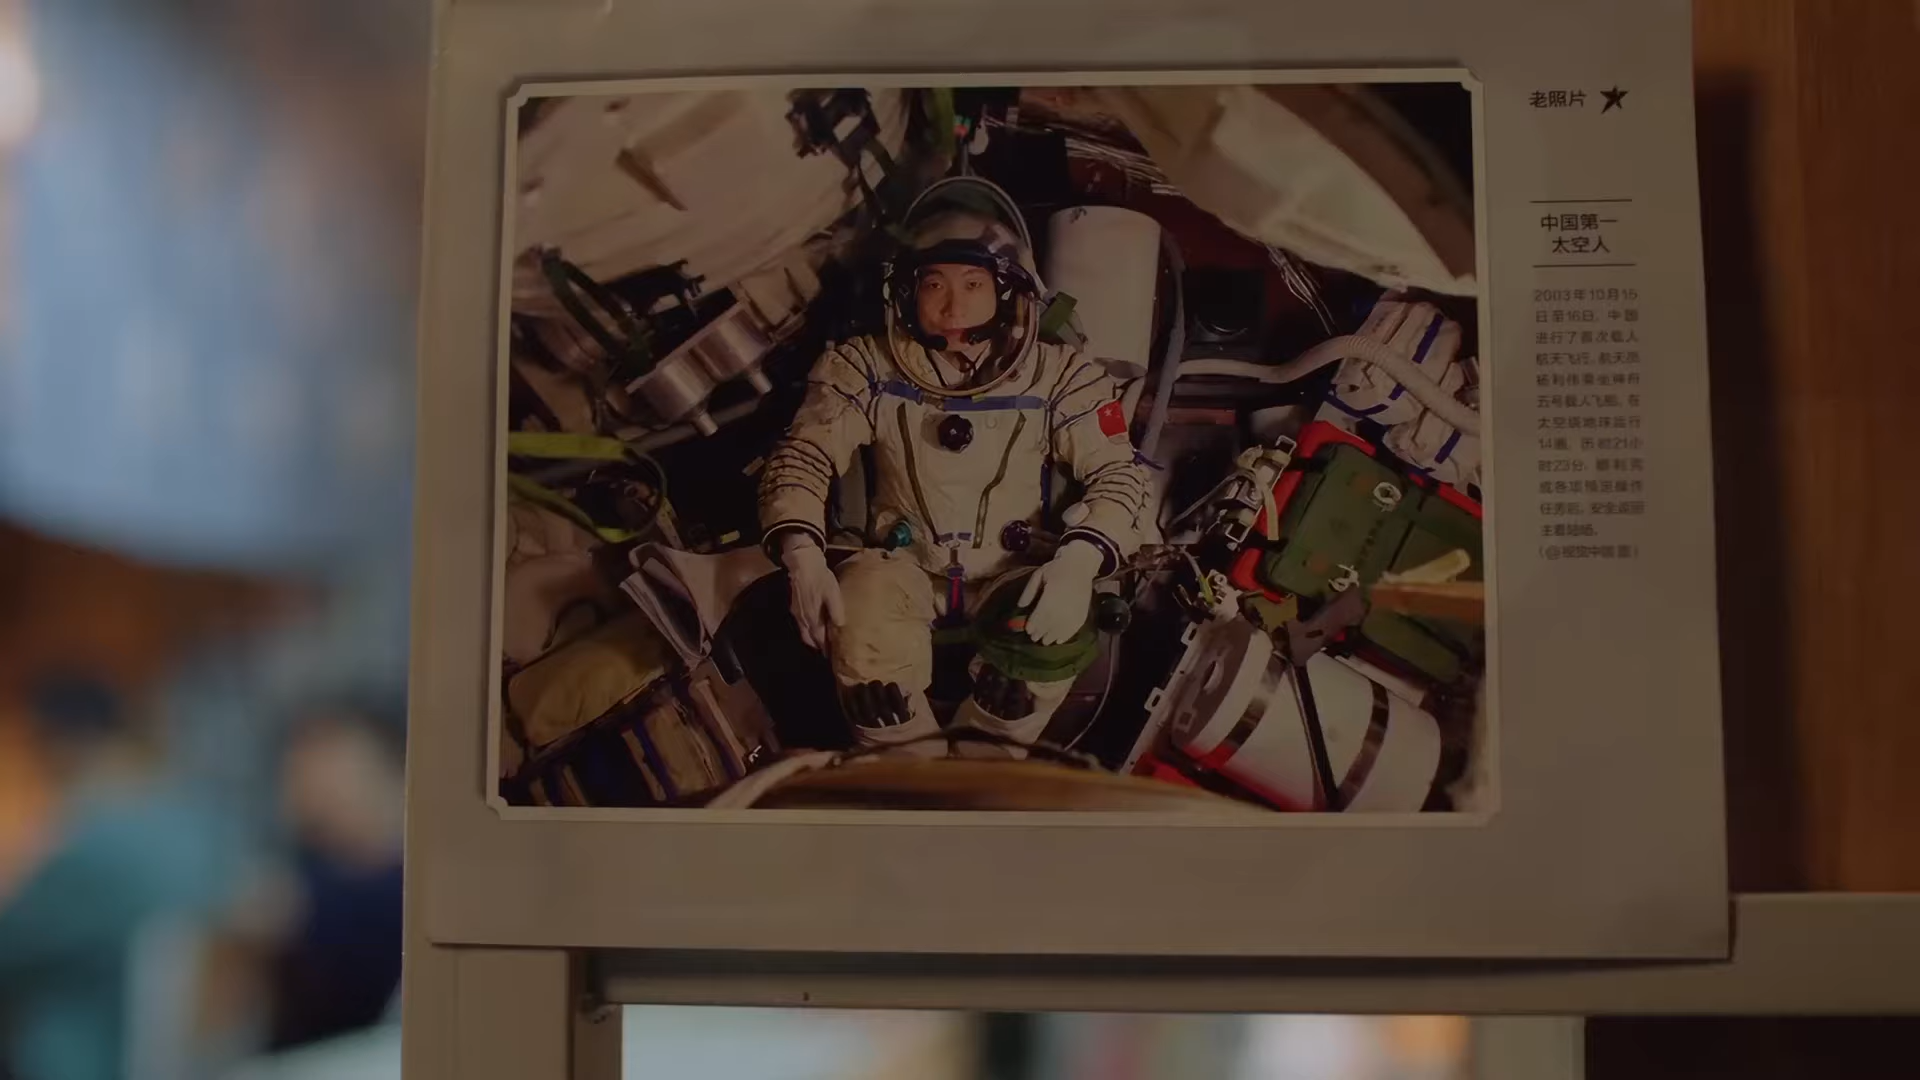 老照片
中国第一
太空人
2003年10月15
日至16日，中国
进行了首次载人
航天飞行。航天员
杨利伟乘坐神舟
五号载人飞船，在
太空绕地球运行
14圈，历时21小
时23分，顺利完
成各项预定操作
任务后，安全返回
主着陆场。
（@视觉中国 图）